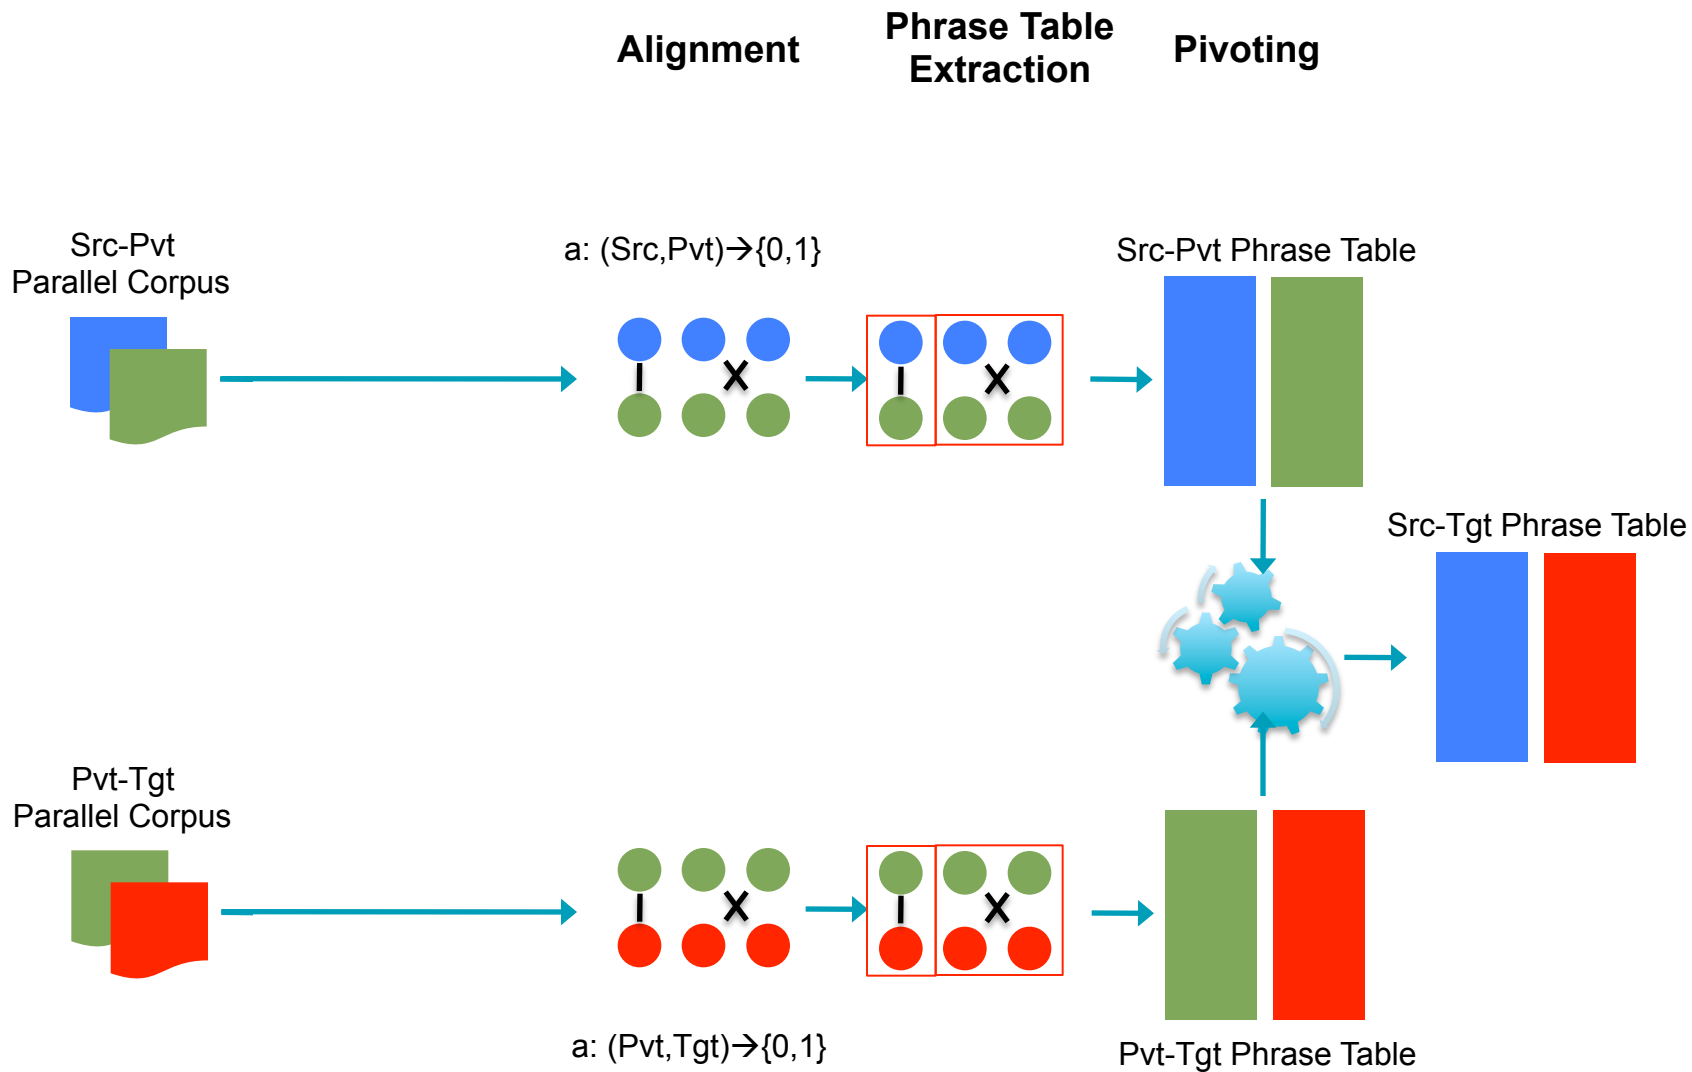 Alignment
Phrase Table
Extraction
Pivoting
Src-Pvt
Parallel Corpus
a: (Src,Pvt)→{0,1}
Src-Pvt Phrase Table
Src-Tgt Phrase Table
Pvt-Tgt
Parallel Corpus
a: (Pvt,Tgt)→{0,1}
Pvt-Tgt Phrase Table